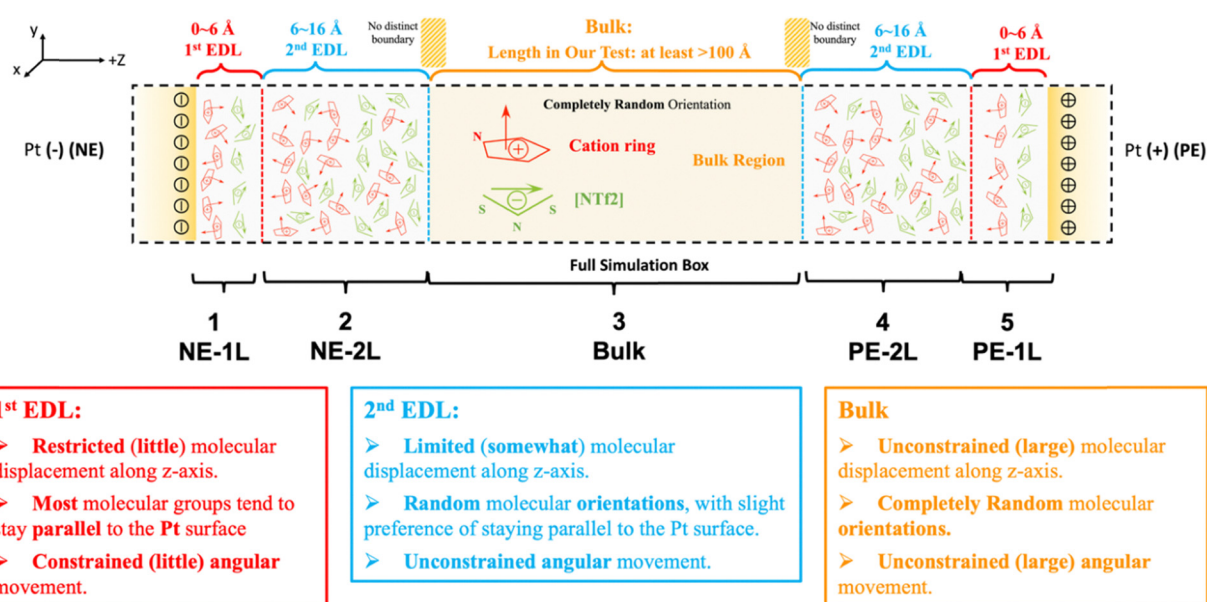 0~6 Å
1st EDL
6~16 Å
2nd EDL
No distinct
boundary
Bulk:
Length in Our Test: at least >100 Å
No distinct
boundary
6~16 Å
2nd EDL
0~6 Å
1st EDL
y
x
+Z
Pt (-) (NE)
Completely Random Orientation
N
+
Cation ring
Bulk Region
−
[NTf2]
S
S
N
Pt (+) (PE)
Full Simulation Box
1
NE-1L
2
NE-2L
3
Bulk
4
PE-2L
5
PE-1L
1st EDL:
➢ Restricted (little) molecular
displacement along z-axis.
➢ Most molecular groups tend to
stay parallel to the Pt surface
➢ Constrained (little) angular
movement.
2nd EDL:
➢ Limited (somewhat) molecular
displacement along z-axis.
➢ Random molecular orientations, with slight
preference of staying parallel to the Pt surface.
➢ Unconstrained angular movement.
Bulk
➢ Unconstrained (large) molecular
displacement along z-axis.
➢ Completely Random molecular
orientations.
➢ Unconstrained (large) angular
movement.